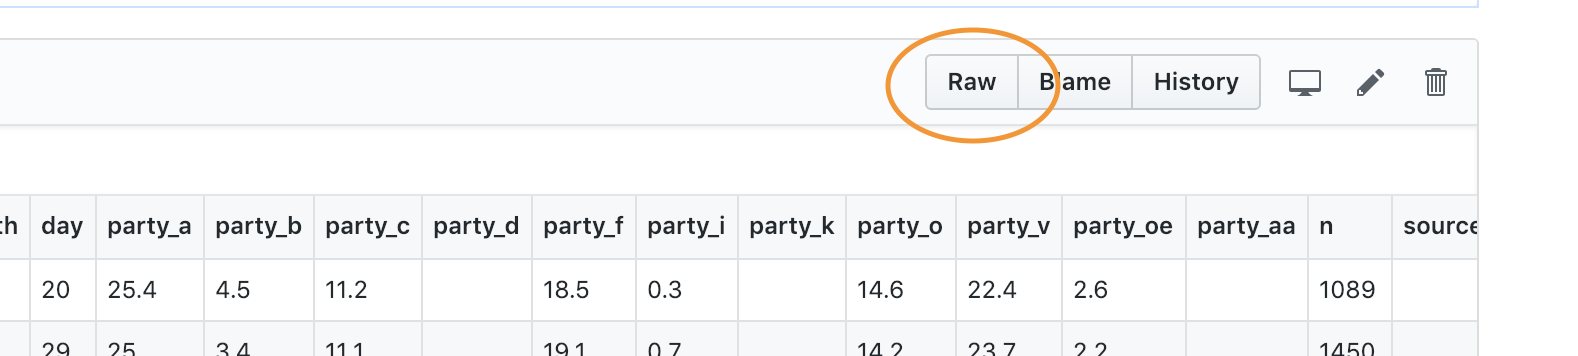 Raw Blame History
th day party_a party_b party_c party_d party_f party_i party_k party_o party_v party_oe party_aa n source
20 25.4 4.5 11.2 18.5 0.3 14.6 22.4 2.6 1089
29 25 3.4 11.1 19.1 0.7 14.2 23.7 2.2 1450